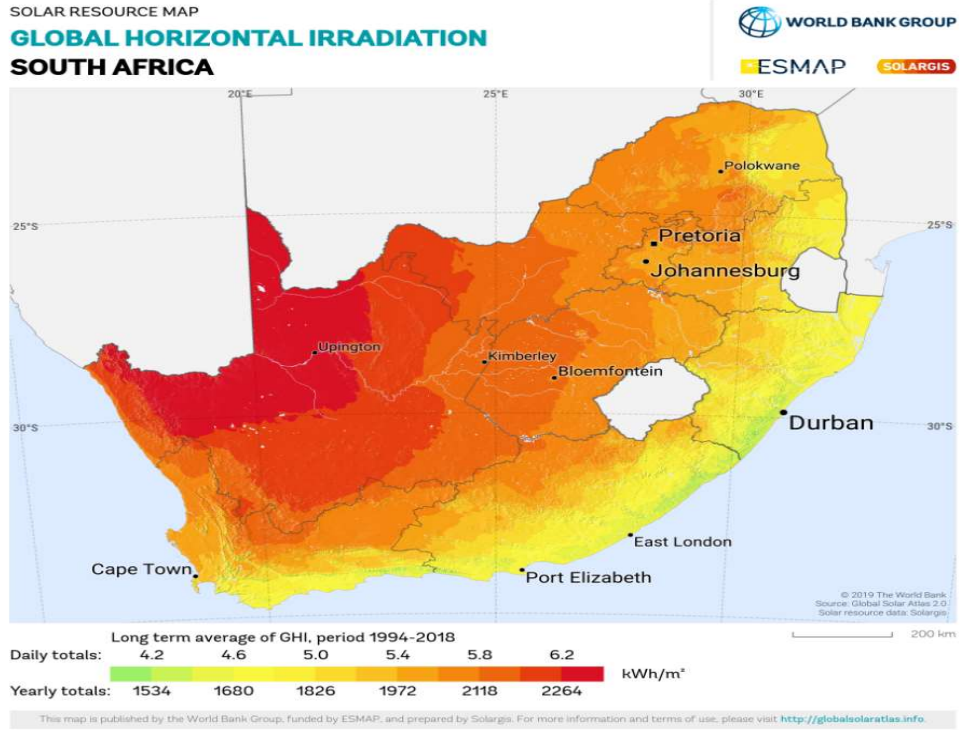 SOLAR RESOURCE MAP
GLOBAL HORIZONTAL IRRADIATION
SOUTH AFRICA
WORLD BANK GROUP
ESMAP
SOLARGIS
20°E
25°E
30°E
Polokwane
25°S
25°S
Pretoria
Johannesburg
Upington
Kimberley
Bloemfontein
30°S
30°S
Durban
East London
Cape Town
Port Elizabeth
© 2019 The World Bank
Source: Global Solar Atlas 2.0
Solar resource data: Solargis
200 km
Long term average of GHI, period 1994-2018
Daily totals: 4.2 4.6 5.0 5.4 5.8 6.2
kWh/m²
Yearly totals: 1534 1680 1826 1972 2118 2264
This map is published by the World Bank Group, funded by ESMAP, and prepared by Solargis. For more information and terms of use, please visit http://globalsolaratlas.info.